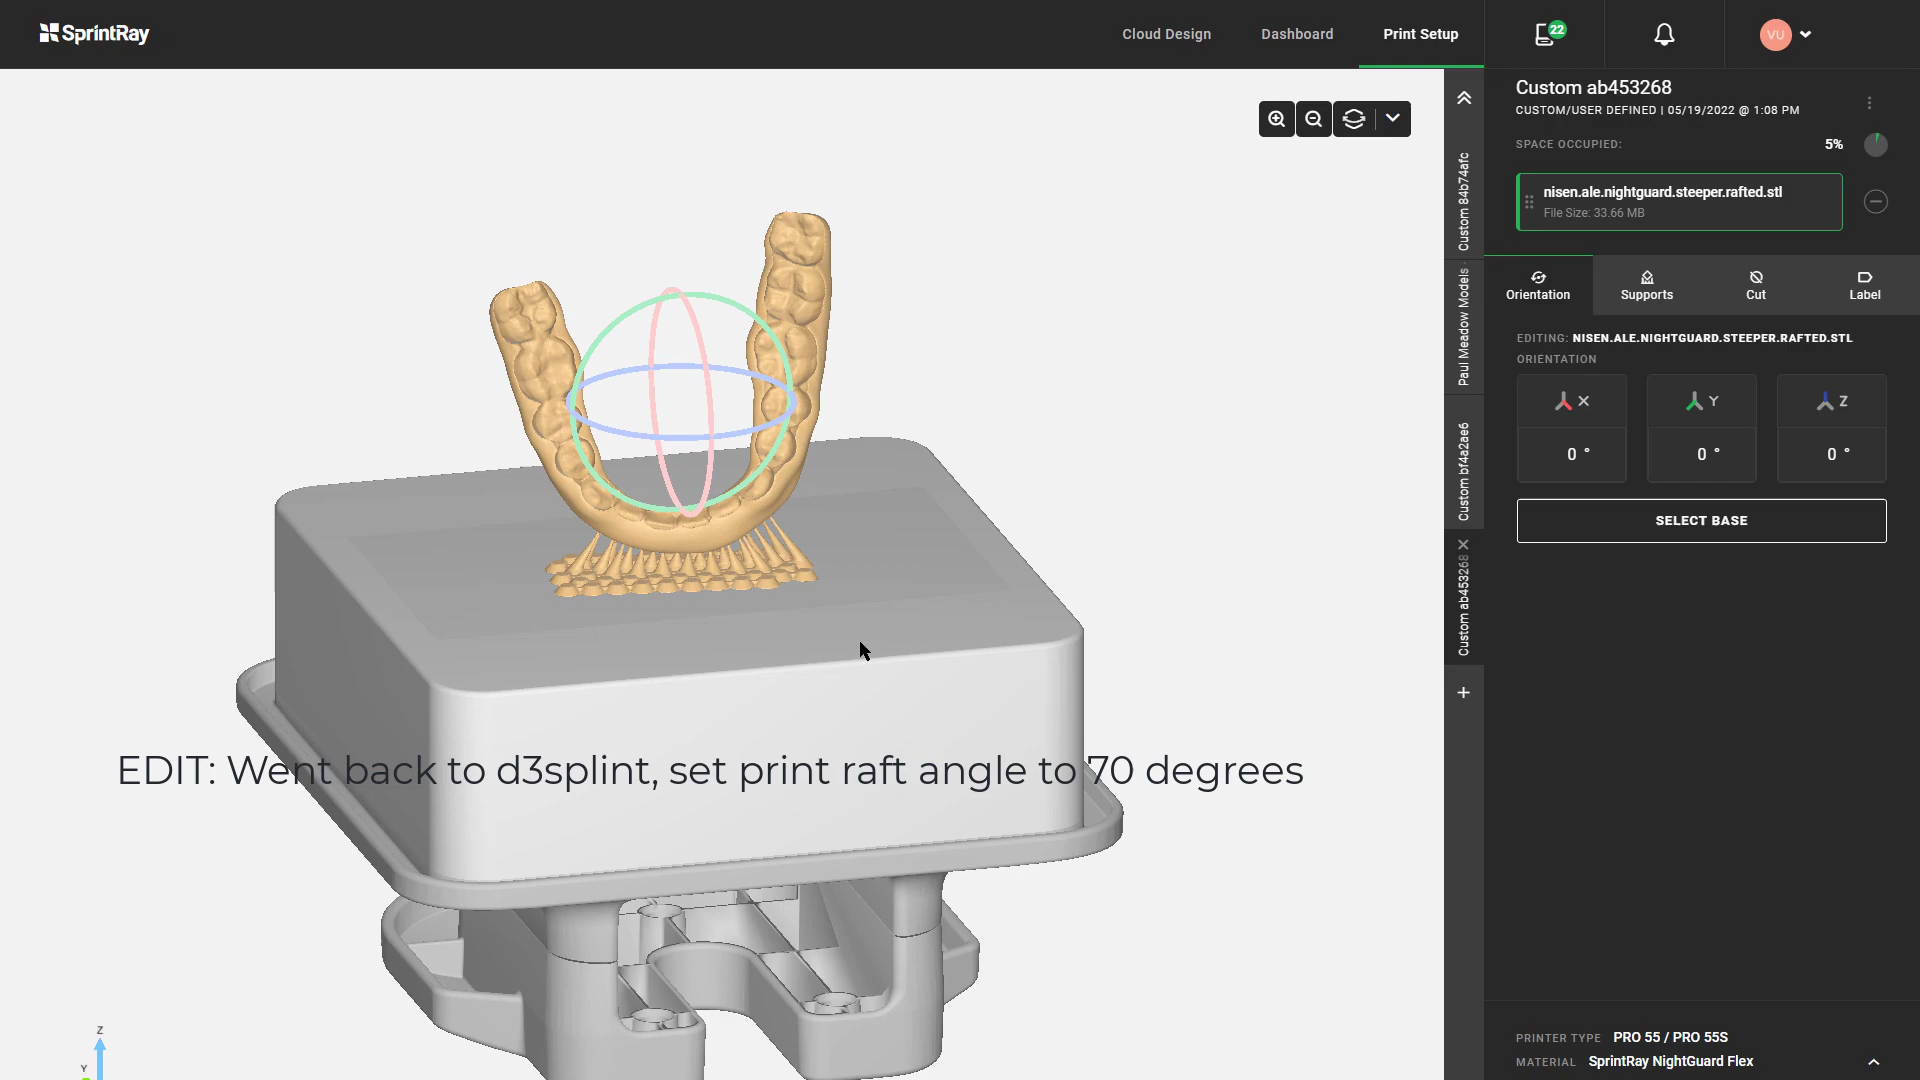 SprintRay
Cloud Design
Dashboard
Print Setup
22
VU
Custom ab453268
CUSTOM/USER DEFINED | 05/19/2022 @ 1:08 PM
SPACE OCCUPIED:
5%
nisen.ale.nightguard.steeper.rafted.stl
File Size: 33.66 MB
Custom 84b74afc
Paul Meadow Models
Custom bf4a2ae6
Custom ab453268
+
Orientation
Supports
Cut
Label
EDITING: NISEN.ALE.NIGHTGUARD.STEEPER.RAFTED.STL
ORIENTATION
X
Y
Z
0 °
0 °
0 °
SELECT BASE
EDIT: Went back to d3splint, set print raft angle to 70 degrees
Z
Y
PRINTER TYPE PRO 55 / PRO 55S
MATERIAL SprintRay NightGuard Flex